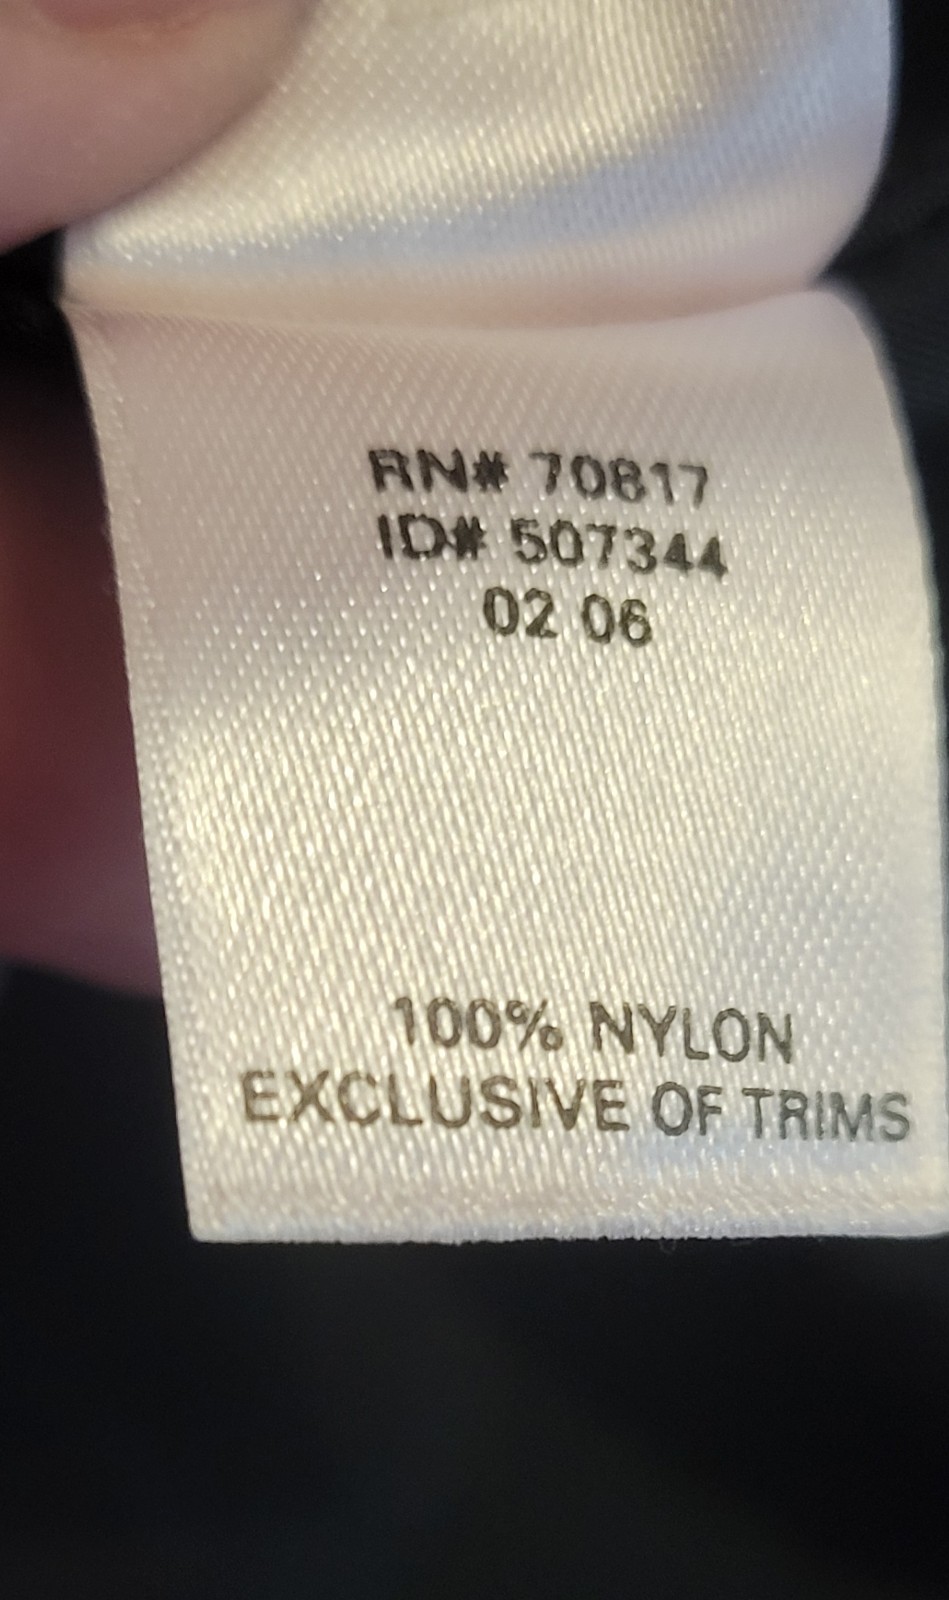 RN# 70817
ID# 507344
02 06
100% NYLON
EXCLUSIVE OF TRIMS